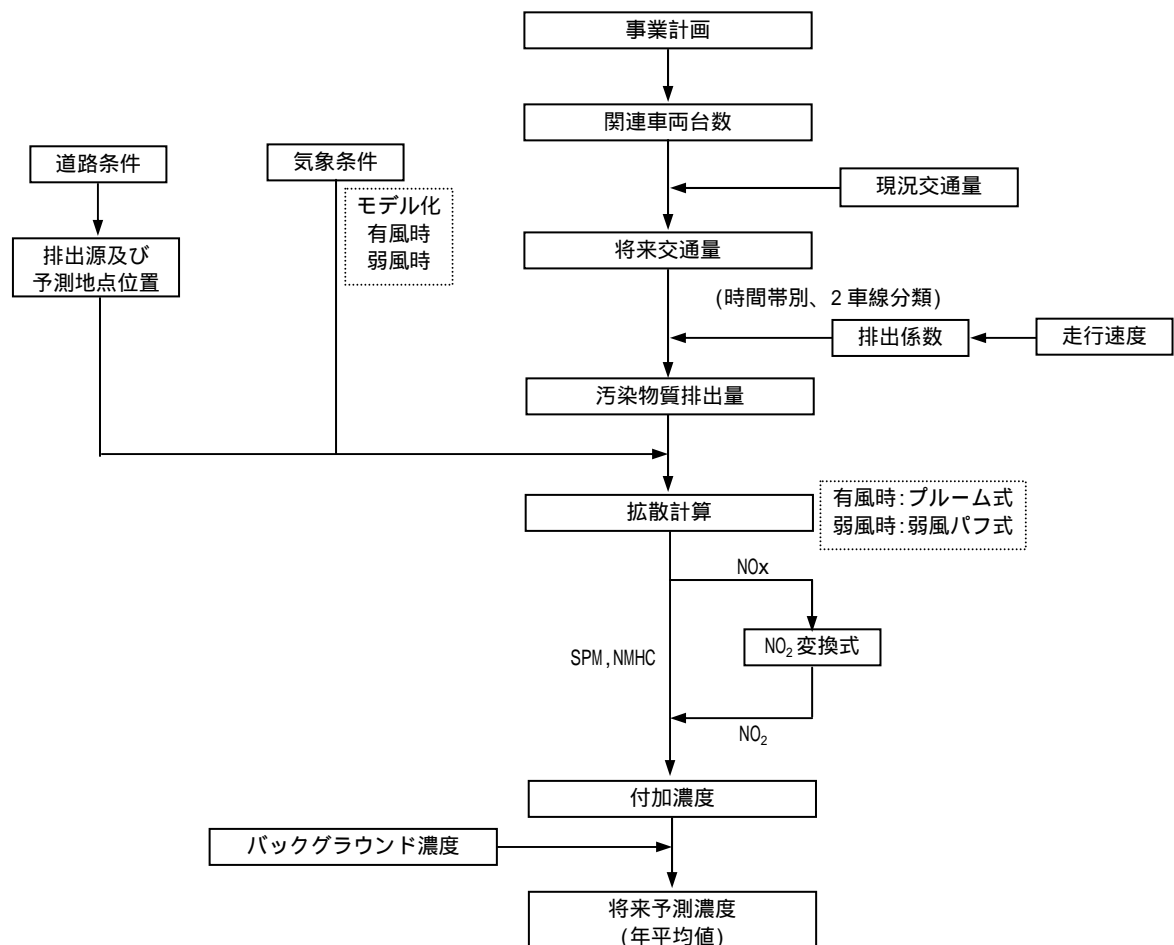 事業計画
関連車両台数
道路条件
気象条件
現況交通量
モデル化
有風時
弱風時
排出源及び
予測地点位置
将来交通量
(時間帯別、2車線分類)
排出係数
走行速度
汚染物質排出量
拡散計算
有風時:プルーム式
弱風時:弱風パフ式
NOx
NO₂変換式
SPM,NMHC
NO₂
付加濃度
バックグラウンド濃度
将来予測濃度
(年平均値)